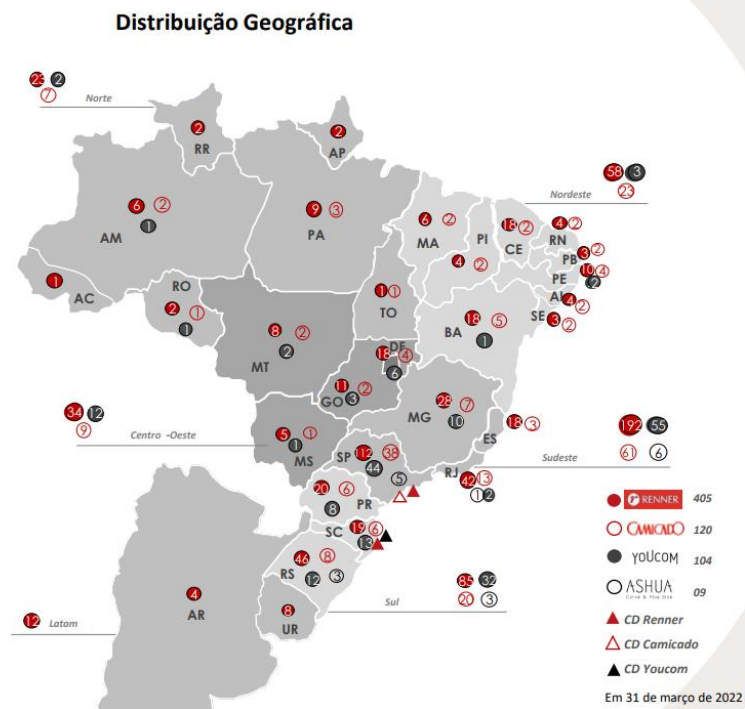 Distribuição Geográfica
23 2
7
Norte
2
RR
2
AP
58 3
23
Nordeste
6 2
1
AM
9 3
PA
6 2
MA
PI
4 2
18 2
CE
4 2
RN
3 2
PB
10 4
PE
2
4
AL
2
3 2
SE
1
AC
RO
2 1
1
1 1
TO
18 5
BA
1
8 2
MT 2
DF
18 4
6
11 2
GO 3
28 7
MG 10
ES
18 3
34 12
9
Centro -Oeste
5 1
1
MS
SP
112 38
44
5
RJ
42 13
1 2
192 55
61 6
Sudeste
20 6
8
PR
SC
19 6
13
46 8
RS
12 3
85 32
20 3
Sul
4
AR
8
UR
12
Latam
RENNER 405
CAMICADO 120
YOUCOM 104
ASHUA 09
Curve & Plus Size
CD Renner
CD Camicado
CD Youcom
Em 31 de março de 2022